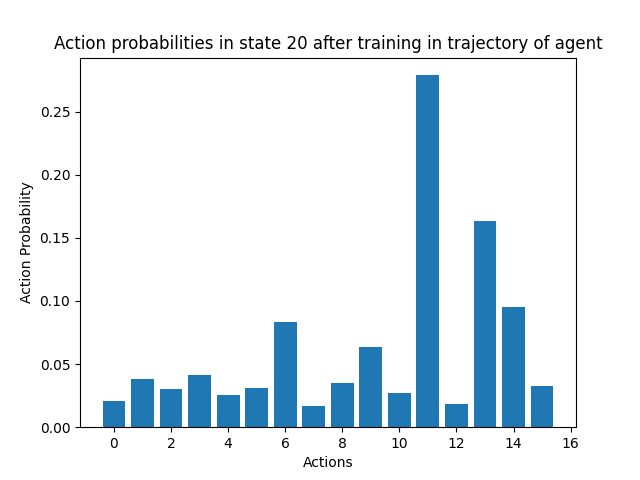 Action probabilities in state 20 after training in trajectory of agent
0.25
0.20
0.15
0.10
0.05
0.00
Action Probability
0 2 4 6 8 10 12 14 16
Actions